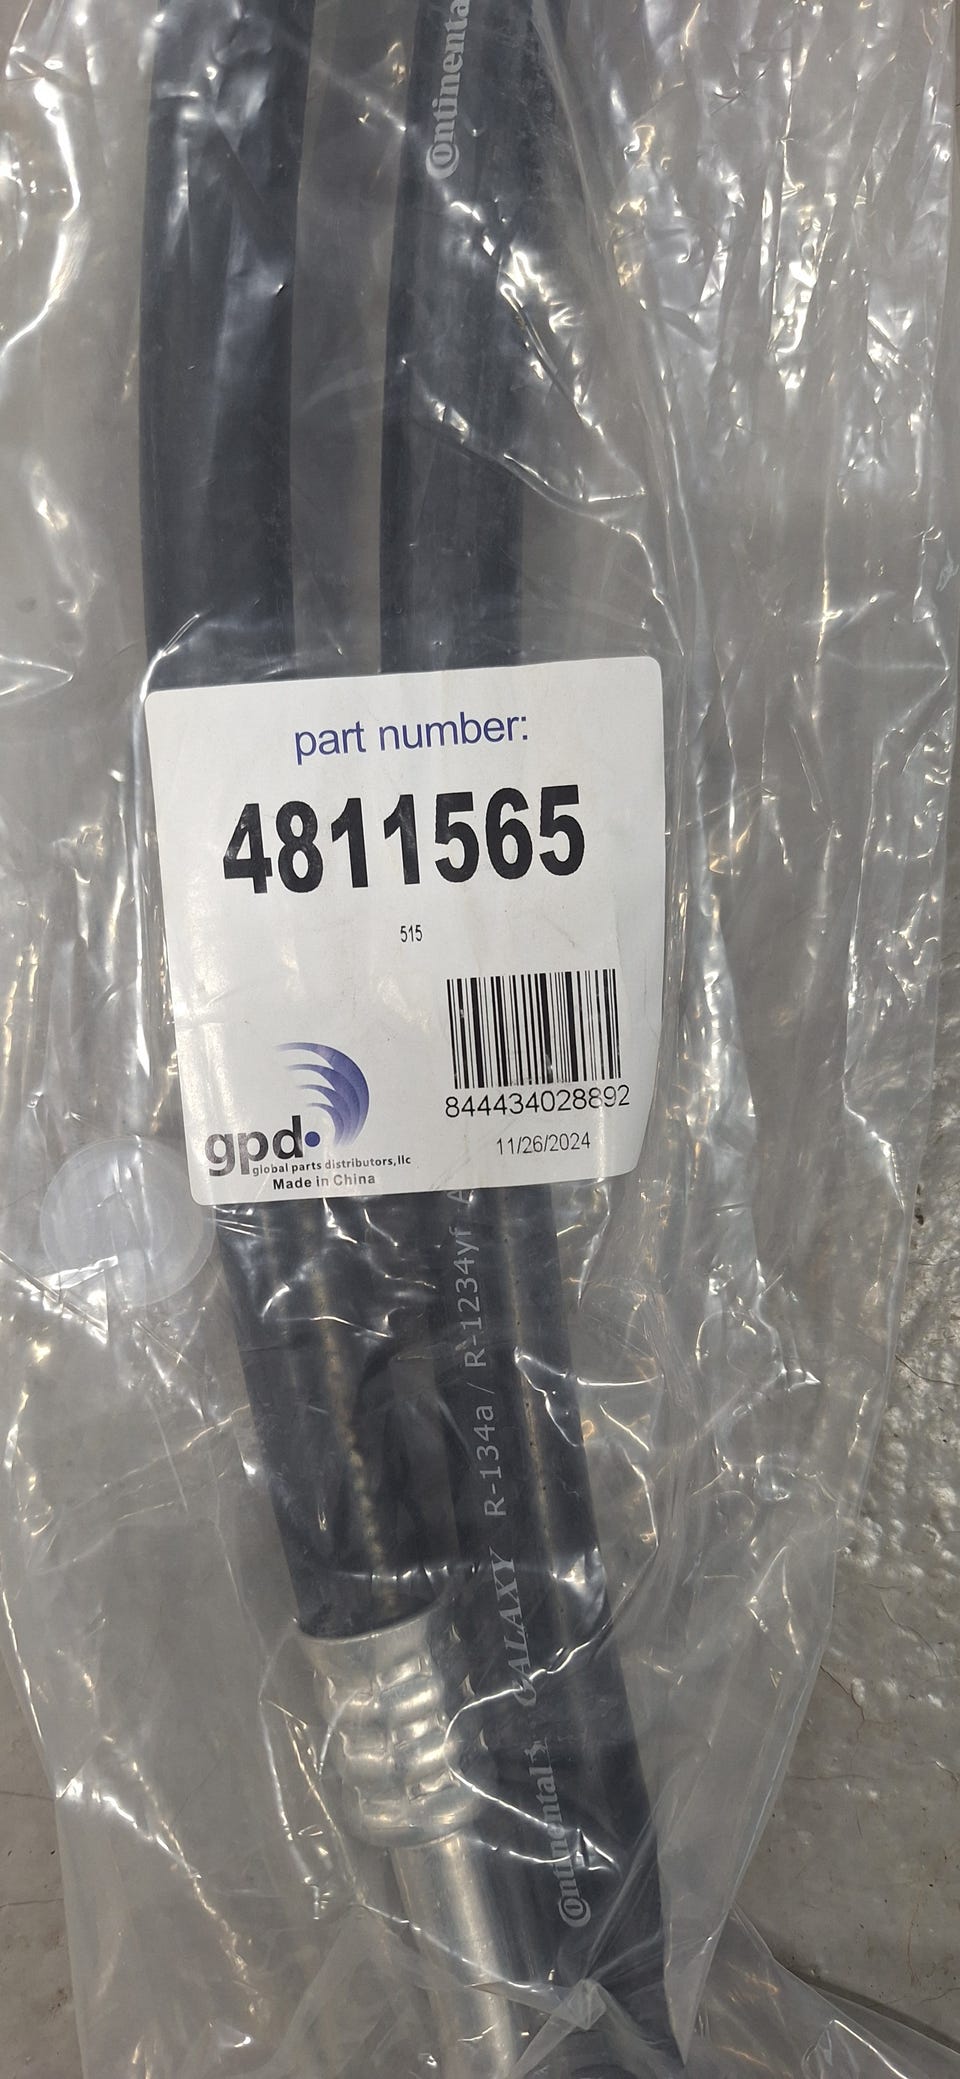 Continenta
part number:
4811565
515
844434028892
11/26/2024
gpd
global parts distributors,llc
Made in China
Continental GALAXY R-134a / R-1234yf A